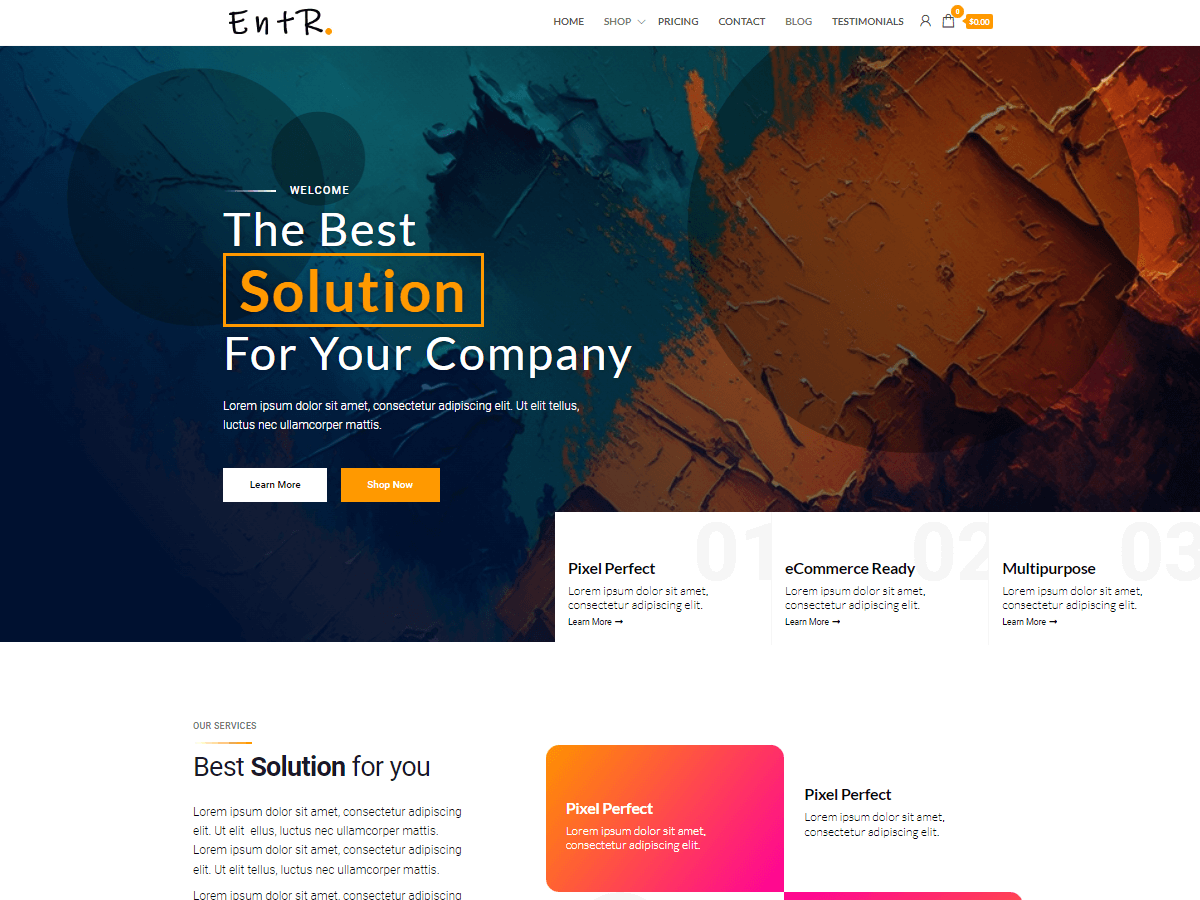 EntR.
HOME SHOP PRICING CONTACT BLOG TESTIMONIALS 0 $0.00
WELCOME
The Best
Solution
For Your Company
Lorem ipsum dolor sit amet, consectetur adipiscing elit. Ut elit tellus,
luctus nec ullamcorper mattis.
Learn More Shop Now
01 02 03
Pixel Perfect
Lorem ipsum dolor sit amet,
consectetur adipiscing elit.
Learn More →
eCommerce Ready
Lorem ipsum dolor sit amet,
consectetur adipiscing elit.
Learn More →
Multipurpose
Lorem ipsum dolor sit amet,
consectetur adipiscing elit.
Learn More →
OUR SERVICES
Best Solution for you
Lorem ipsum dolor sit amet, consectetur adipiscing
elit. Ut elit ellus, luctus nec ullamcorper mattis.
Lorem ipsum dolor sit amet, consectetur adipiscing
elit. Ut elit tellus, luctus nec ullamcorper mattis.
Lorem ipsum dolor sit amet, consectetur adipiscing
Pixel Perfect
Lorem ipsum dolor sit amet,
consectetur adipiscing elit.
Pixel Perfect
Lorem ipsum dolor sit amet,
consectetur adipiscing elit.